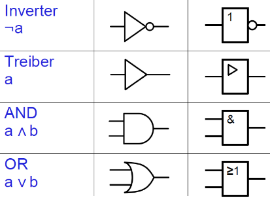 Inverter
¬a
1
Treiber
a
AND
a ∧ b
&
OR
a ∨ b
≥1